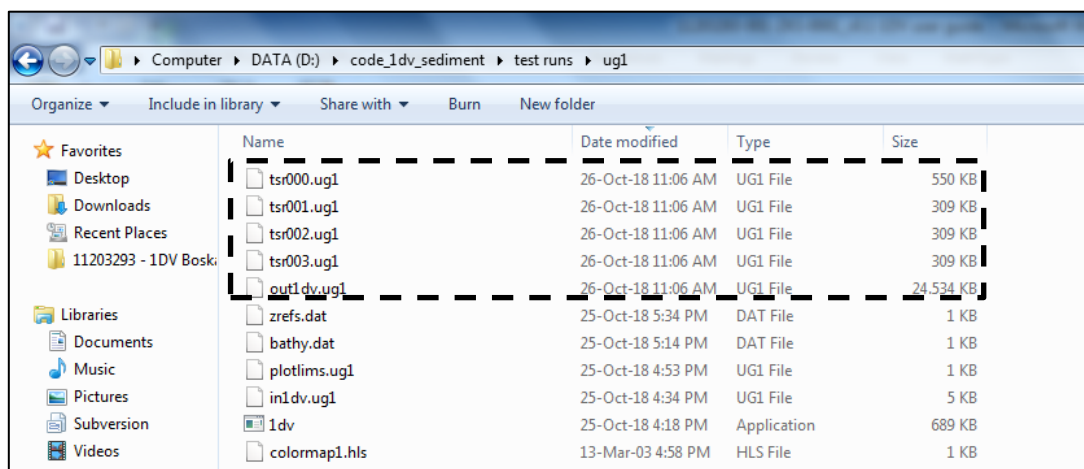 Computer ▸ DATA (D:) ▸ code_1dv_sediment ▸ test runs ▸ ug1
Organize ▾ Include in library ▾ Share with ▾ Burn New folder
Name Date modified Type Size
Favorites
Desktop
Downloads
Recent Places
11203293 - 1DV Boska
Libraries
Documents
Music
Pictures
Subversion
Videos
tsr000.ug1 26-Oct-18 11:06 AM UG1 File 550 KB
tsr001.ug1 26-Oct-18 11:06 AM UG1 File 309 KB
tsr002.ug1 26-Oct-18 11:06 AM UG1 File 309 KB
tsr003.ug1 26-Oct-18 11:06 AM UG1 File 309 KB
out1dv.ug1 26-Oct-18 11:06 AM UG1 File 24.534 KB
zrefs.dat 25-Oct-18 5:34 PM DAT File 1 KB
bathy.dat 25-Oct-18 5:14 PM DAT File 1 KB
plotlims.ug1 25-Oct-18 4:53 PM UG1 File 1 KB
in1dv.ug1 25-Oct-18 4:34 PM UG1 File 5 KB
1dv 25-Oct-18 4:18 PM Application 689 KB
colormap1.hls 13-Mar-03 4:58 PM HLS File 1 KB